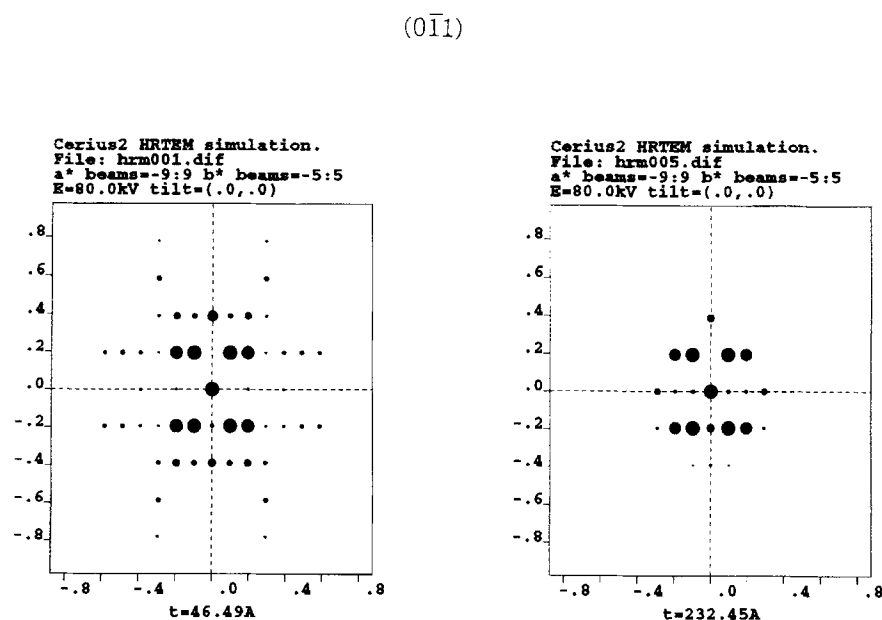 (01̅1̅)
Cerius2 HRTEM simulation.
File: hrm001.dif
a* beams=-9:9 b* beams=-5:5
E=80.0kV tilt=(.0,.0)
.8
.6
.4
.2
.0
-.2
-.4
-.6
-.8
-.8 -.4 .0 .4 .8
t=46.49A
Cerius2 HRTEM simulation.
File: hrm005.dif
a* beams=-9:9 b* beams=-5:5
E=80.0kV tilt=(.0,.0)
.8
.6
.4
.2
.0
-.2
-.4
-.6
-.8
-.8 -.4 .0 .4 .8
t=232.45A